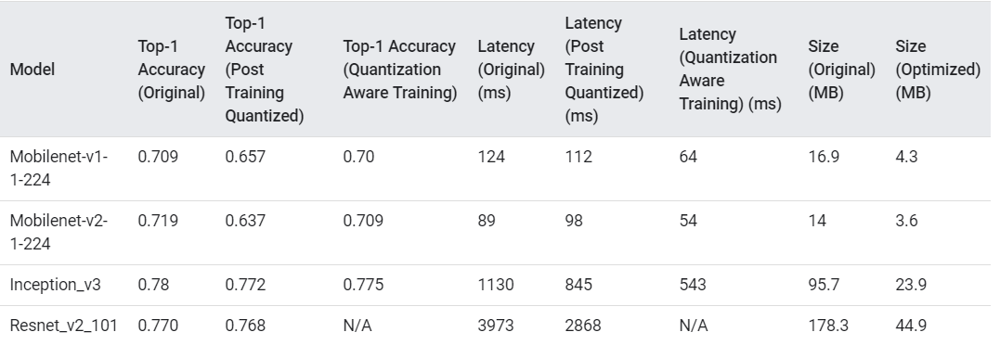 Model | Top-1 Accuracy (Original) | Top-1 Accuracy (Post Training Quantized) | Top-1 Accuracy (Quantization Aware Training) | Latency (Original) (ms) | Latency (Post Training Quantized) (ms) | Latency (Quantization Aware Training) (ms) | Size (Original) (MB) | Size (Optimized) (MB)
Mobilenet-v1-1-224 | 0.709 | 0.657 | 0.70 | 124 | 112 | 64 | 16.9 | 4.3
Mobilenet-v2-1-224 | 0.719 | 0.637 | 0.709 | 89 | 98 | 54 | 14 | 3.6
Inception_v3 | 0.78 | 0.772 | 0.775 | 1130 | 845 | 543 | 95.7 | 23.9
Resnet_v2_101 | 0.770 | 0.768 | N/A | 3973 | 2868 | N/A | 178.3 | 44.9